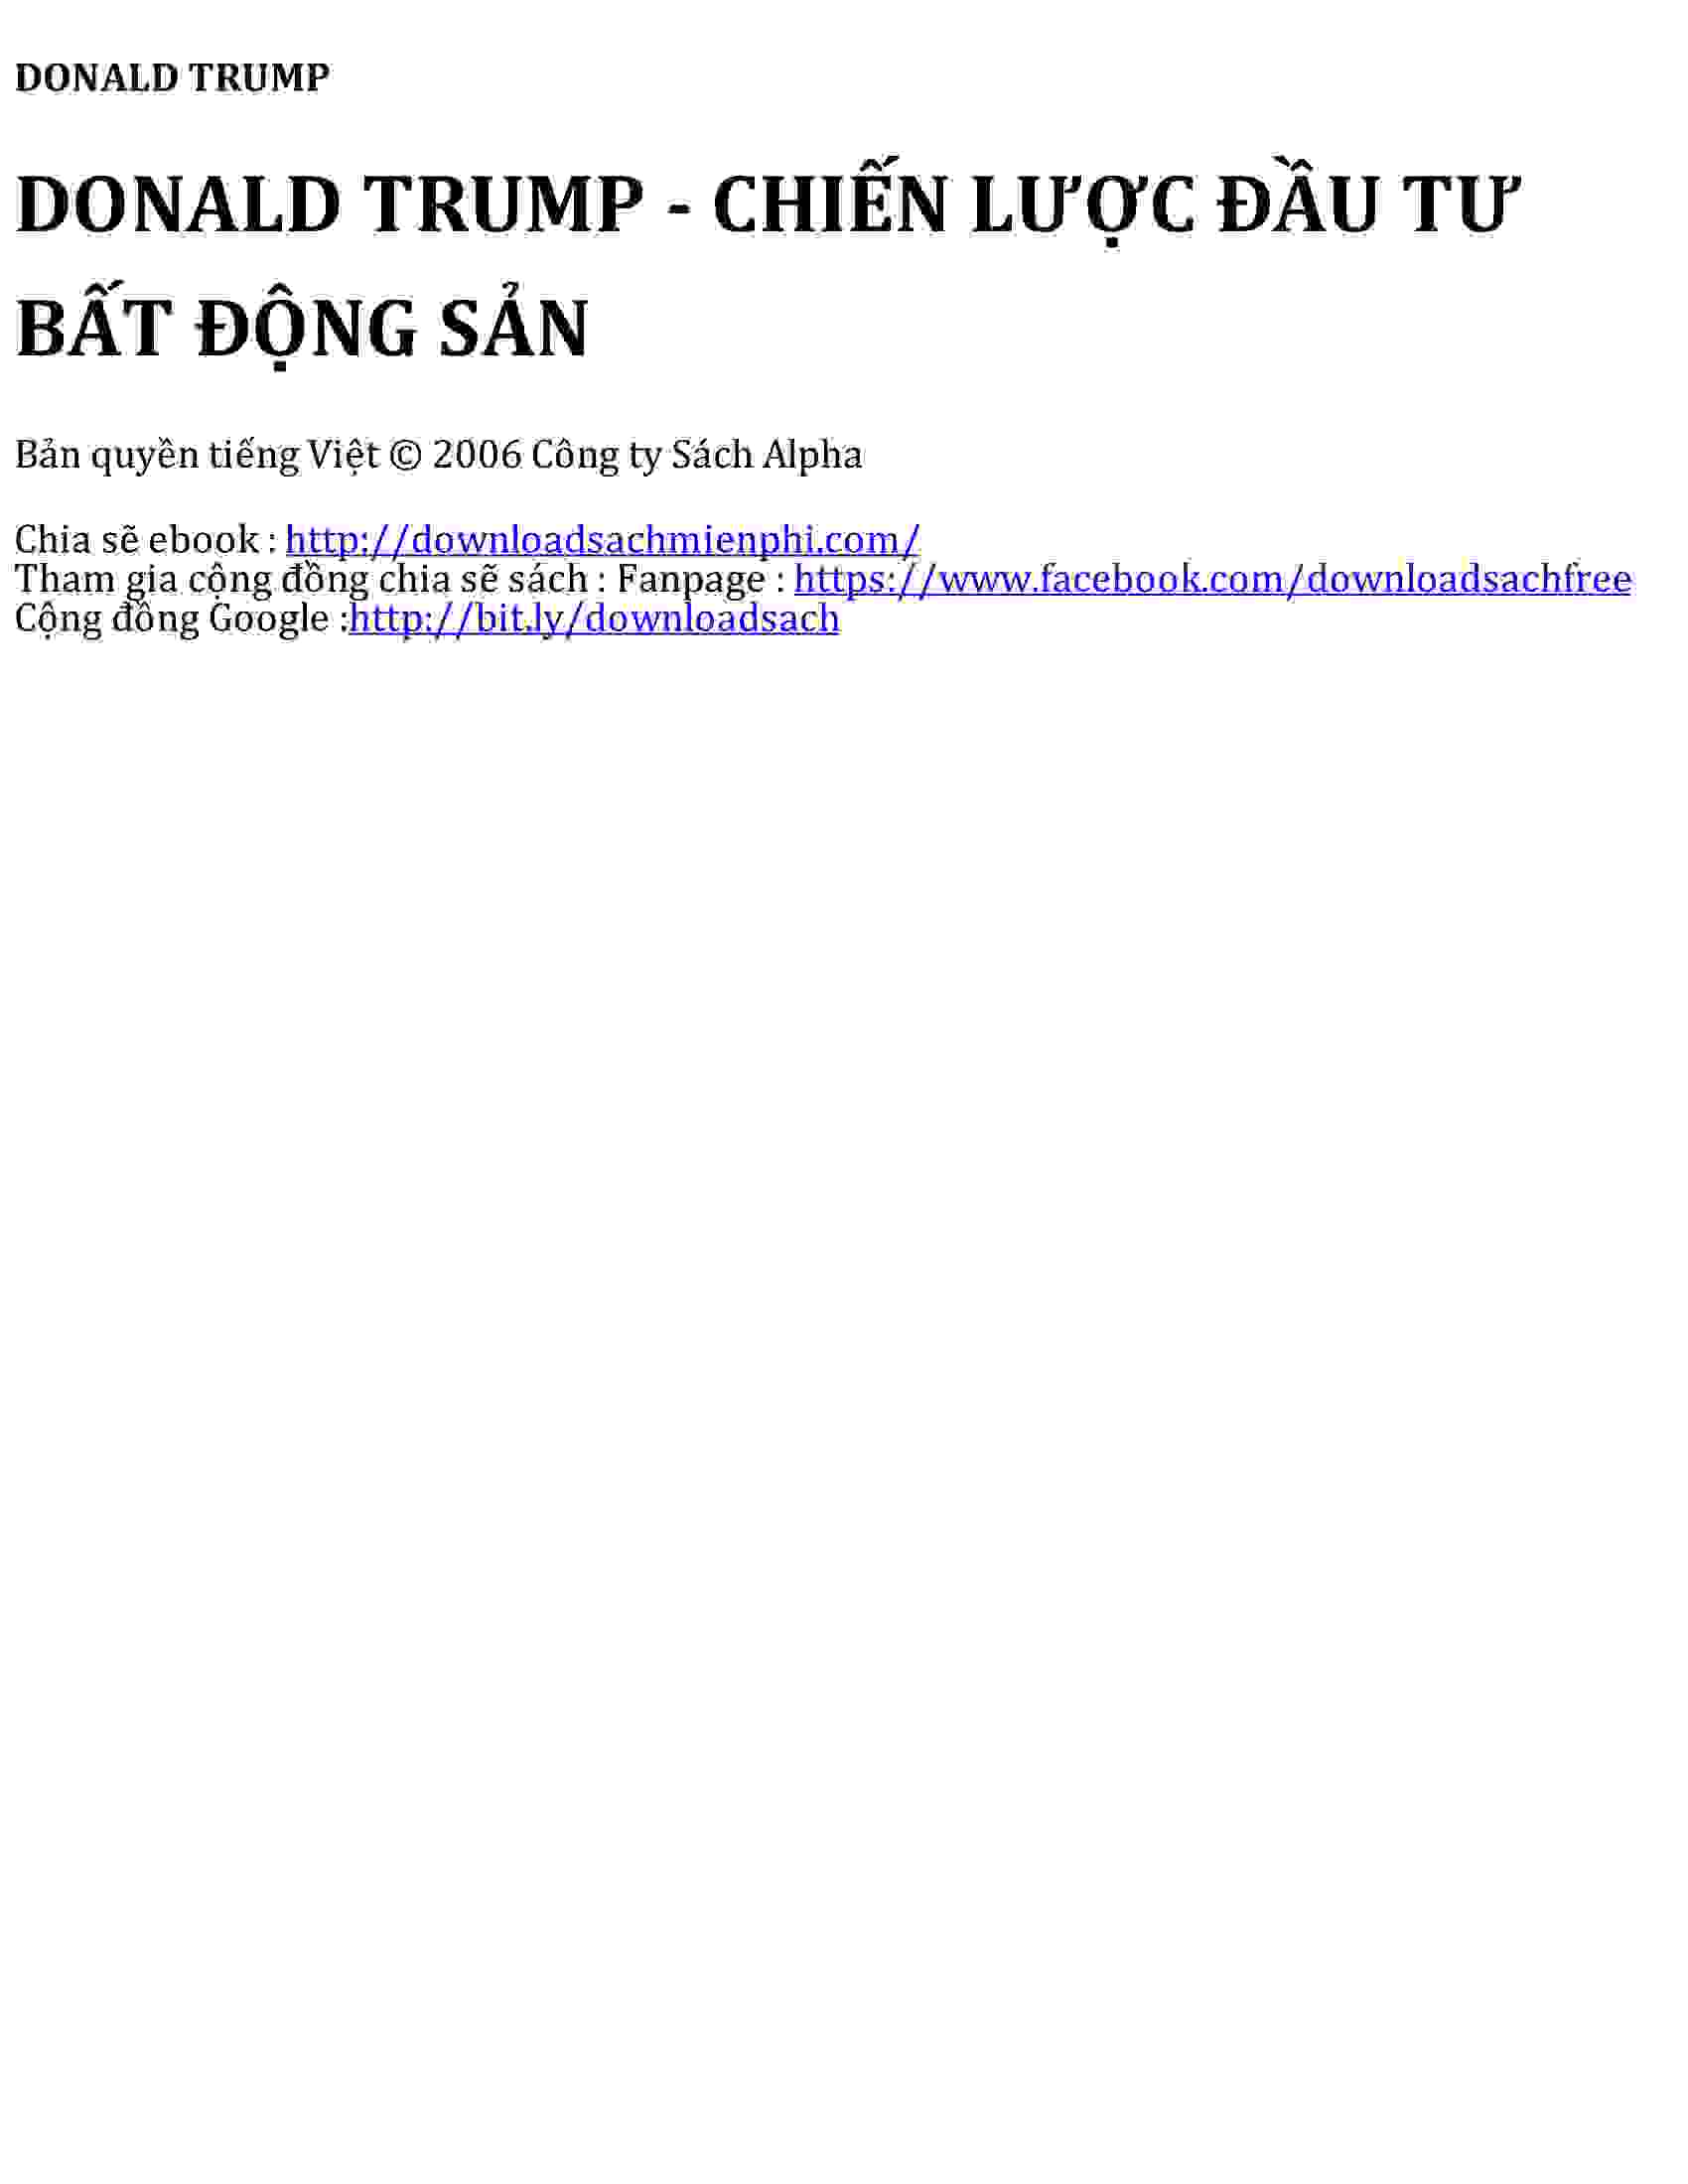 DONALD TRUMP
DONALD TRUMP - CHIẾN LƯỢC ĐẦU TƯ
BẤT ĐỘNG SẢN
Bản quyền tiếng Việt © 2006 Công ty Sách Alpha
Chia sẽ ebook : http://downloadsachmienphi.com/
Tham gia cộng đồng chia sẽ sách : Fanpage : https://www.facebook.com/downloadsachfree
Cộng đồng Google :http://bit.ly/downloadsach